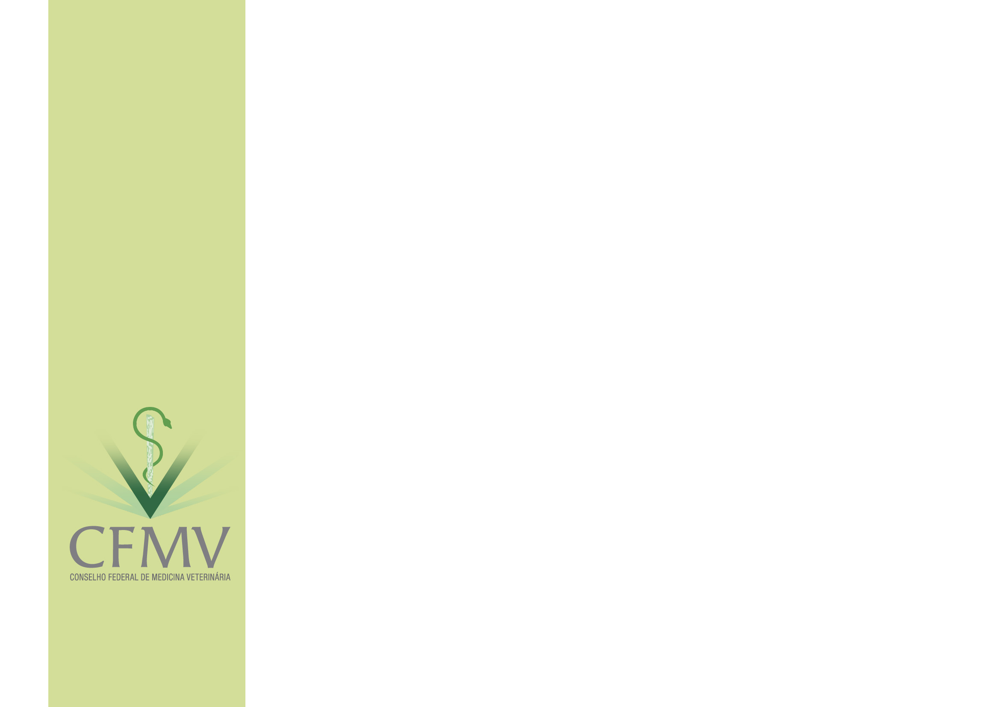 CFMV
CONSELHO FEDERAL DE MEDICINA VETERINÁRIA